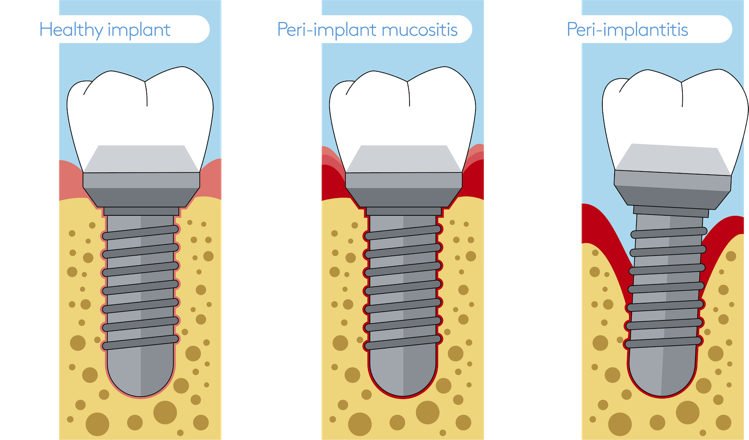 Healthy implant
Peri-implant mucositis
Peri-implantitis